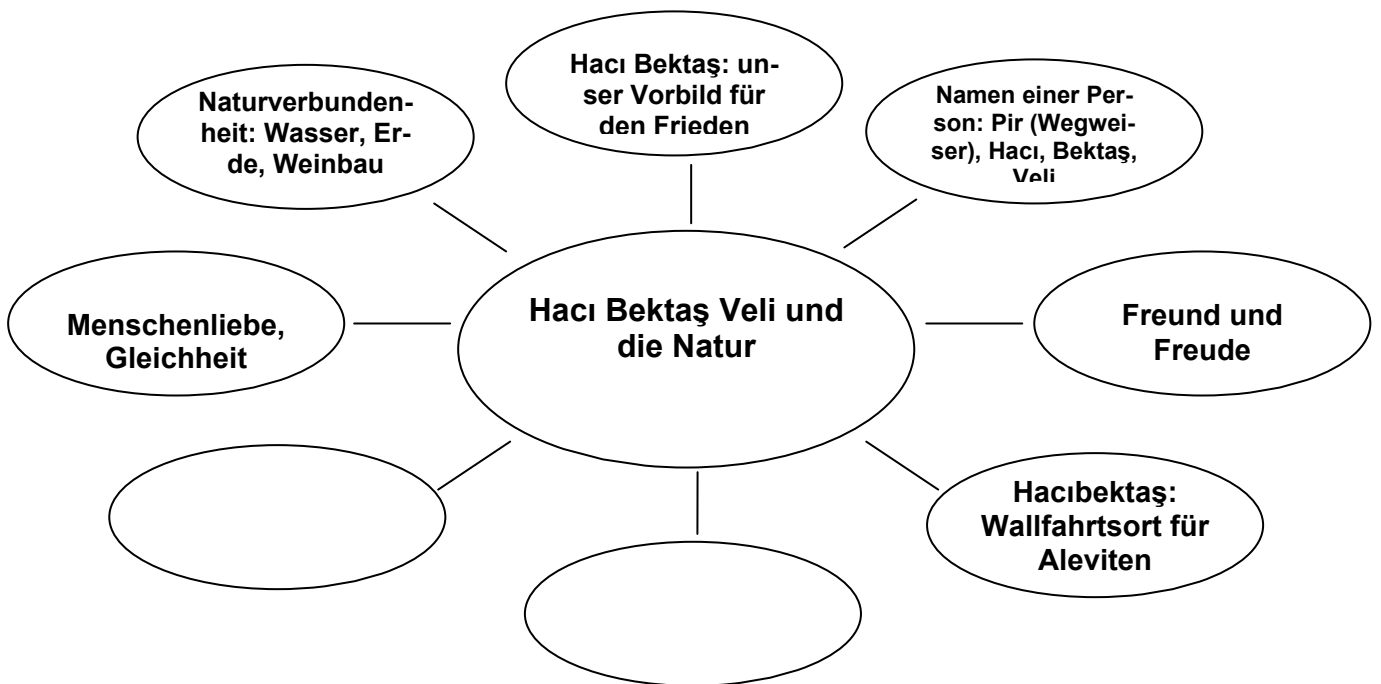 Hacı Bektaş: un-
ser Vorbild für
den Frieden
Naturverbunden-
heit: Wasser, Er-
de, Weinbau
Namen einer Per-
son: Pir (Wegwei-
ser), Hacı, Bektaş,
Veli
Menschenliebe,
Gleichheit
Hacı Bektaş Veli und
die Natur
Freund und
Freude
Hacıbektaş:
Wallfahrtsort für
Aleviten